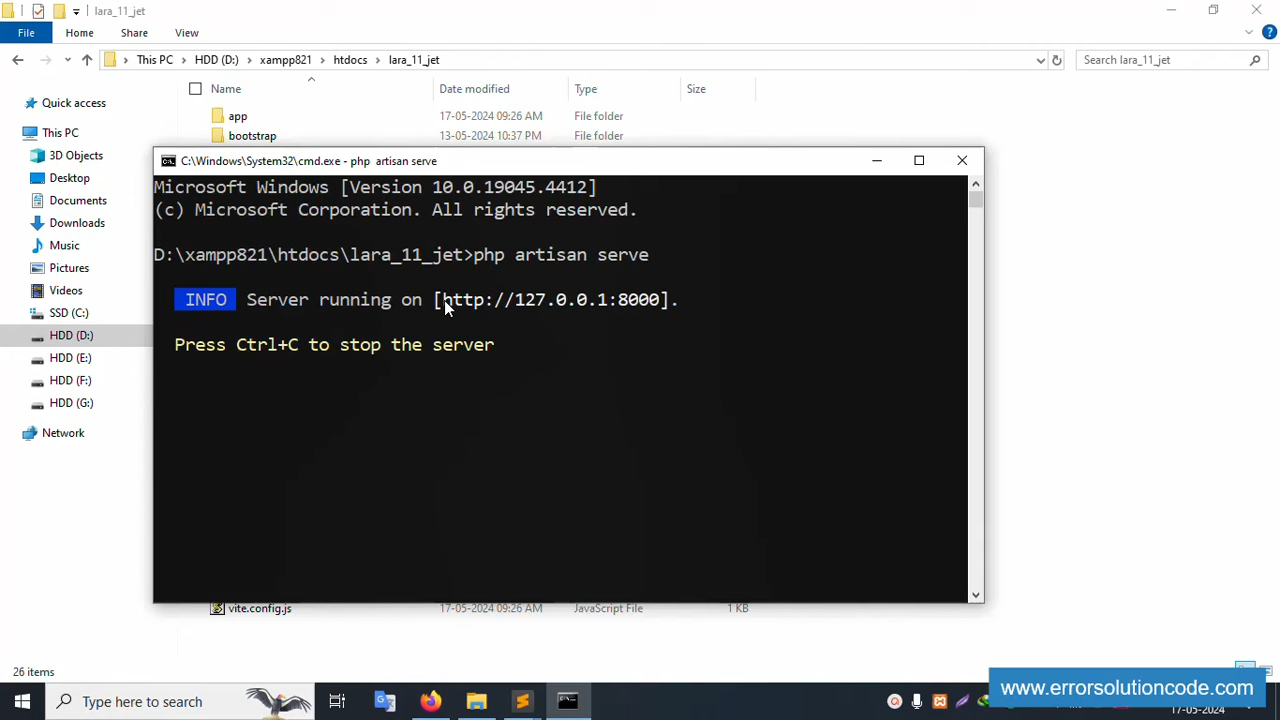 lara_11_jet
File
Home
Share
View
This PC
HDD (D:)
xampp821
htdocs
lara_11_jet
Search lara_11_jet
Name
Date modified
Type
Size
Quick access
This PC
3D Objects
Desktop
Documents
Downloads
Music
Pictures
Videos
SSD (C:)
HDD (D:)
HDD (E:)
HDD (F:)
HDD (G:)
Network
app 17-05-2024 09:26 AM File folder
bootstrap 13-05-2024 10:37 PM File folder
C:\Windows\System32\cmd.exe - php artisan serve
Microsoft Windows [Version 10.0.19045.4412]
(c) Microsoft Corporation. All rights reserved.
D:\xampp821\htdocs\lara_11_jet>php artisan serve
INFO Server running on [http://127.0.0.1:8000].
Press Ctrl+C to stop the server
vite.config.js 17-05-2024 09:26 AM JavaScript File 1 KB
26 items
Type here to search
www.errorsolutioncode.com
17-05-2024